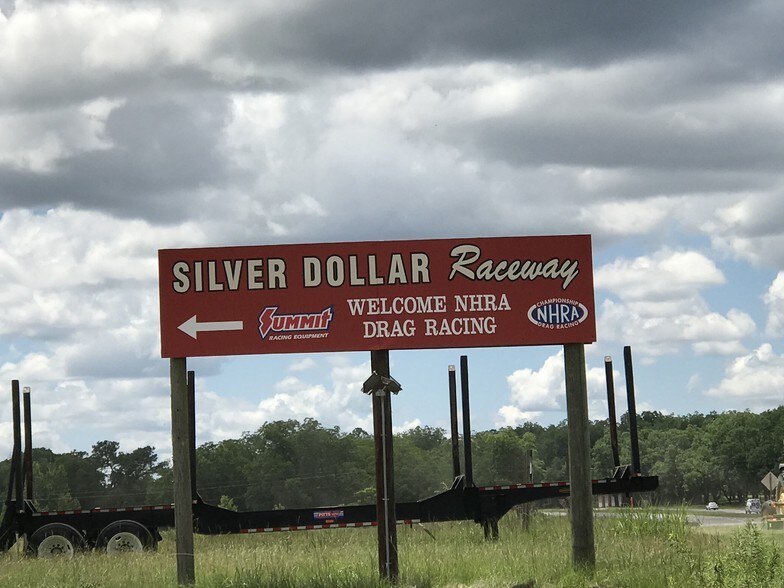 SILVER DOLLAR Raceway
SUMMIT
RACING EQUIPMENT
WELCOME NHRA
DRAG RACING
CHAMPIONSHIP
NHRA
DRAG RACING